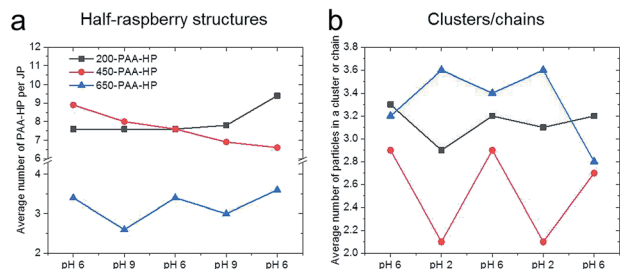 a
Half-raspberry structures
Average number of PAA-HP per JP
12
11
10
9
8
7
6
4
3
2
200-PAA-HP
450-PAA-HP
650-PAA-HP
pH 6 pH 9 pH 6 pH 9 pH 6
b
Clusters/chains
Average number of particles in a cluster or chain
3.8
3.6
3.4
3.2
3.0
2.8
2.6
2.4
2.2
2.0
pH 6 pH 2 pH 6 pH 2 pH 6